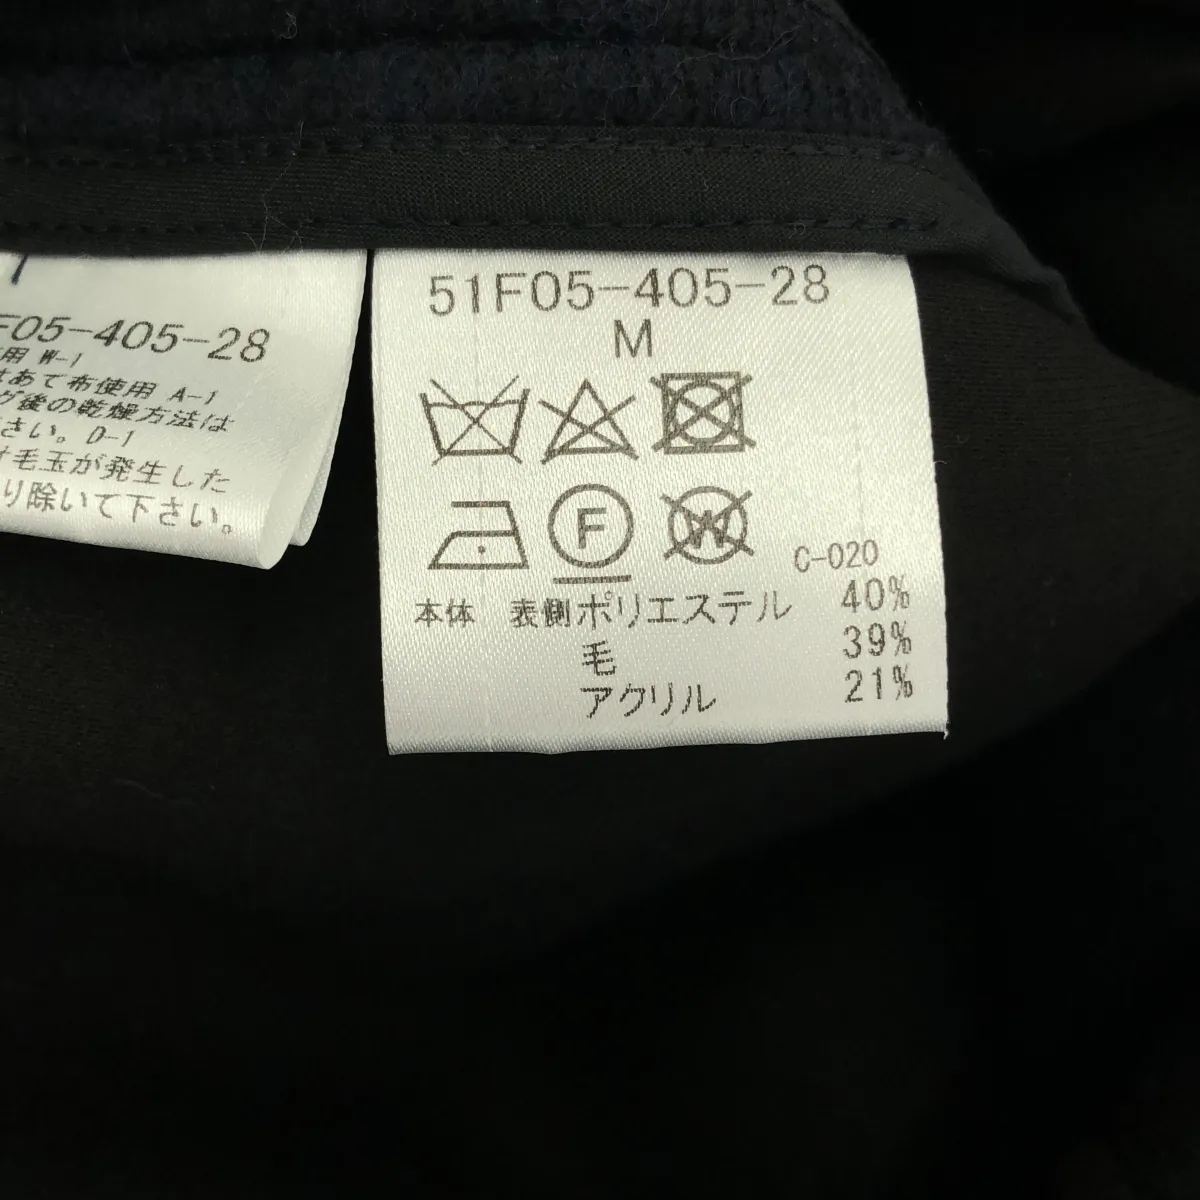 F05-405-28
用 W-1
はあて布使用 A-1
グ後の乾燥方法は
さい。D-1
け毛玉が発生した
り除いて下さい。
51F05-405-28
M
F
W
C-020
本体 表側ポリエステル 40%
毛 39%
アクリル 21%